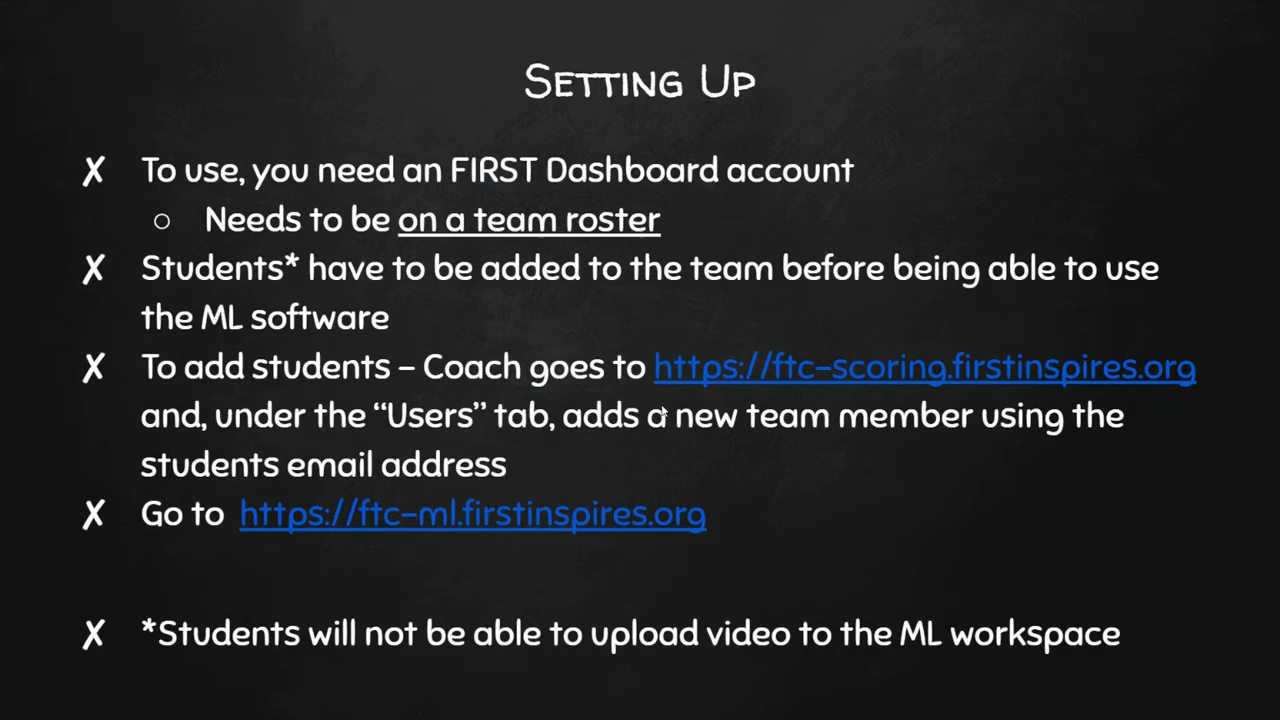 Setting Up
✗ To use, you need an FIRST Dashboard account
○ Needs to be on a team roster
✗ Students* have to be added to the team before being able to use
the ML software
✗ To add students – Coach goes to https://ftc-scoring.firstinspires.org
and, under the “Users” tab, adds a new team member using the
students email address
✗ Go to https://ftc-ml.firstinspires.org
✗ *Students will not be able to upload video to the ML workspace